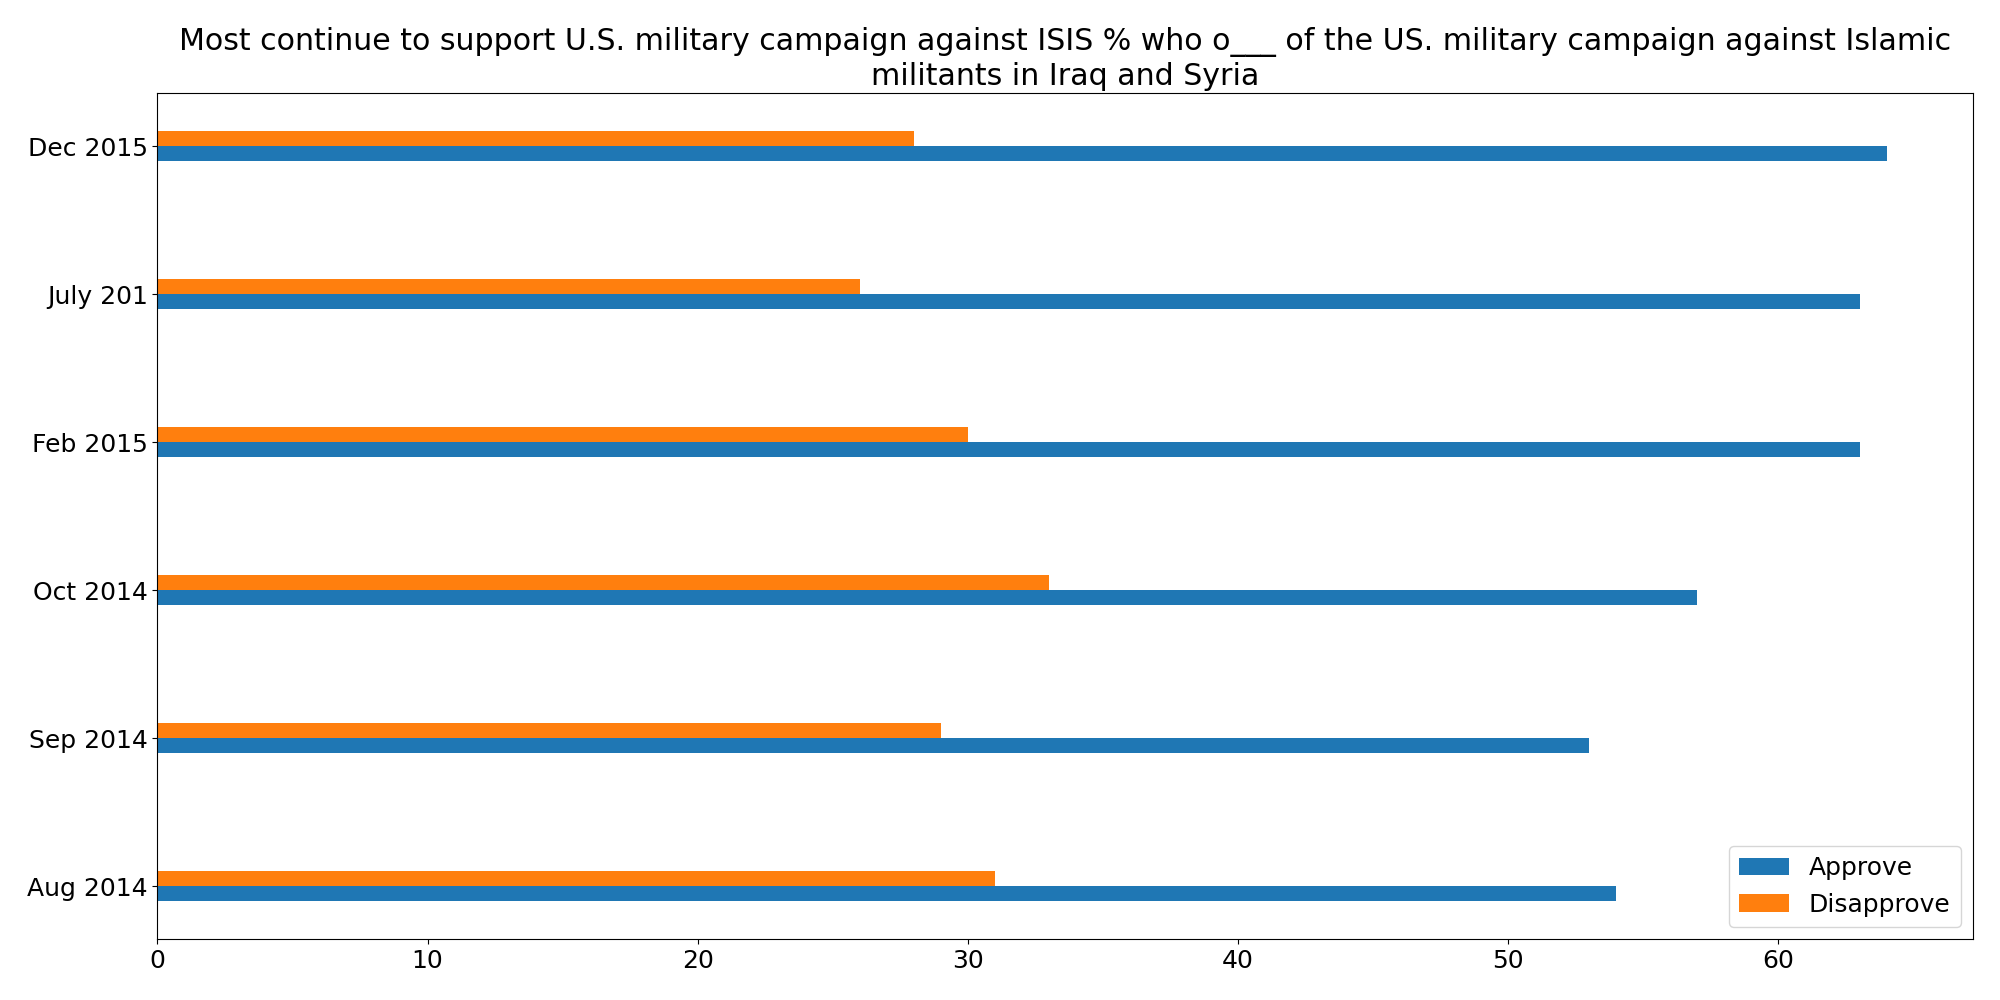 Most continue to support U.S. military campaign against ISIS % who o___ of the US. military campaign against Islamic
militants in Iraq and Syria
Dec 2015
July 201
Feb 2015
Oct 2014
Sep 2014
Aug 2014
Approve
Disapprove
0 10 20 30 40 50 60